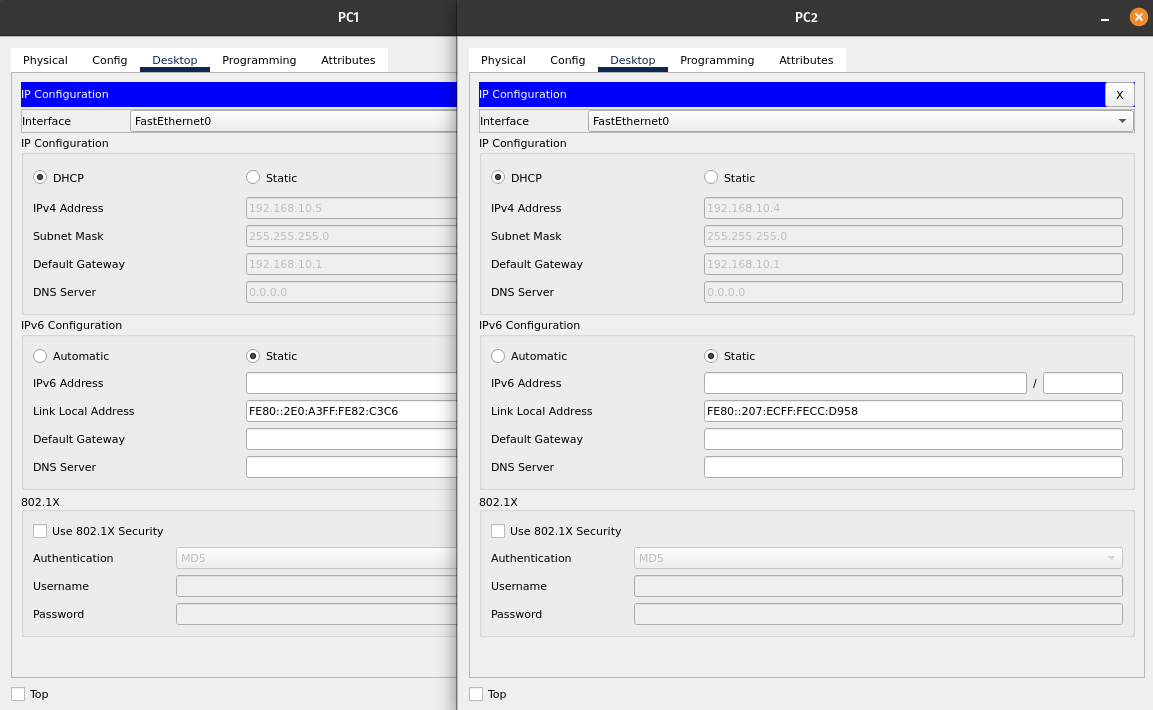 PC1
Physical Config Desktop Programming Attributes
IP Configuration
Interface FastEthernet0
IP Configuration
DHCP Static
IPv4 Address 192.168.10.5
Subnet Mask 255.255.255.0
Default Gateway 192.168.10.1
DNS Server 0.0.0.0
IPv6 Configuration
Automatic Static
IPv6 Address
Link Local Address FE80::2E0:A3FF:FE82:C3C6
Default Gateway
DNS Server
802.1X
Use 802.1X Security
Authentication MD5
Username
Password
Top
PC2
Physical Config Desktop Programming Attributes
IP Configuration X
Interface FastEthernet0
IP Configuration
DHCP Static
IPv4 Address 192.168.10.4
Subnet Mask 255.255.255.0
Default Gateway 192.168.10.1
DNS Server 0.0.0.0
IPv6 Configuration
Automatic Static
IPv6 Address /
Link Local Address FE80::207:ECFF:FECC:D958
Default Gateway
DNS Server
802.1X
Use 802.1X Security
Authentication MD5
Username
Password
Top